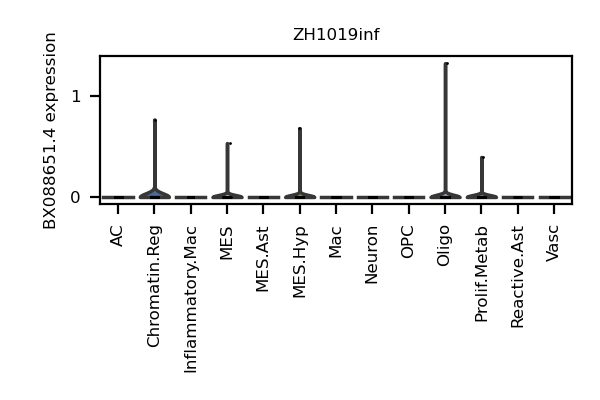 ZH1019inf
BX088651.4 expression
1
0
AC
Chromatin.Reg
Inflammatory.Mac
MES
MES.Ast
MES.Hyp
Mac
Neuron
OPC
Oligo
Prolif.Metab
Reactive.Ast
Vasc